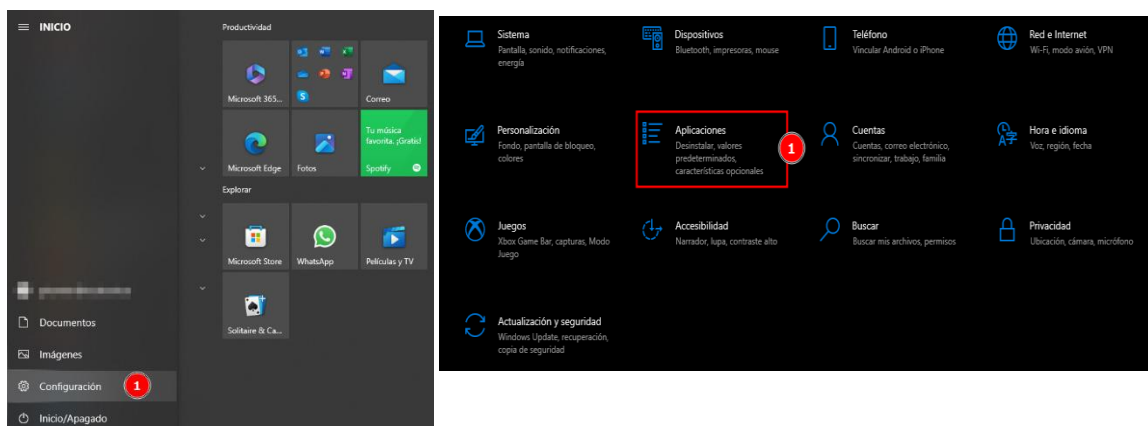 INICIO
Productividad
Microsoft 365...
Correo
Microsoft Edge
Fotos
Tu música
favorita. ¡Gratis!
Spotify
Explorar
Microsoft Store
WhatsApp
Películas y TV
Solitaire & Ca...
Documentos
Imágenes
Configuración
1
Inicio/Apagado
Sistema
Pantalla, sonido, notificaciones,
energía
Dispositivos
Bluetooth, impresoras, mouse
Teléfono
Vincular Android o iPhone
Red e Internet
Wi-Fi, modo avión, VPN
Personalización
Fondo, pantalla de bloqueo,
colores
Aplicaciones
Desinstalar, valores
predeterminados,
características opcionales
1
Cuentas
Cuentas, correo electrónico,
sincronizar, trabajo, familia
Hora e idioma
Voz, región, fecha
Juegos
Xbox Game Bar, capturas, Modo
Juego
Accesibilidad
Narrador, lupa, contraste alto
Buscar
Buscar mis archivos, permisos
Privacidad
Ubicación, cámara, micrófono
Actualización y seguridad
Windows Update, recuperación,
copia de seguridad